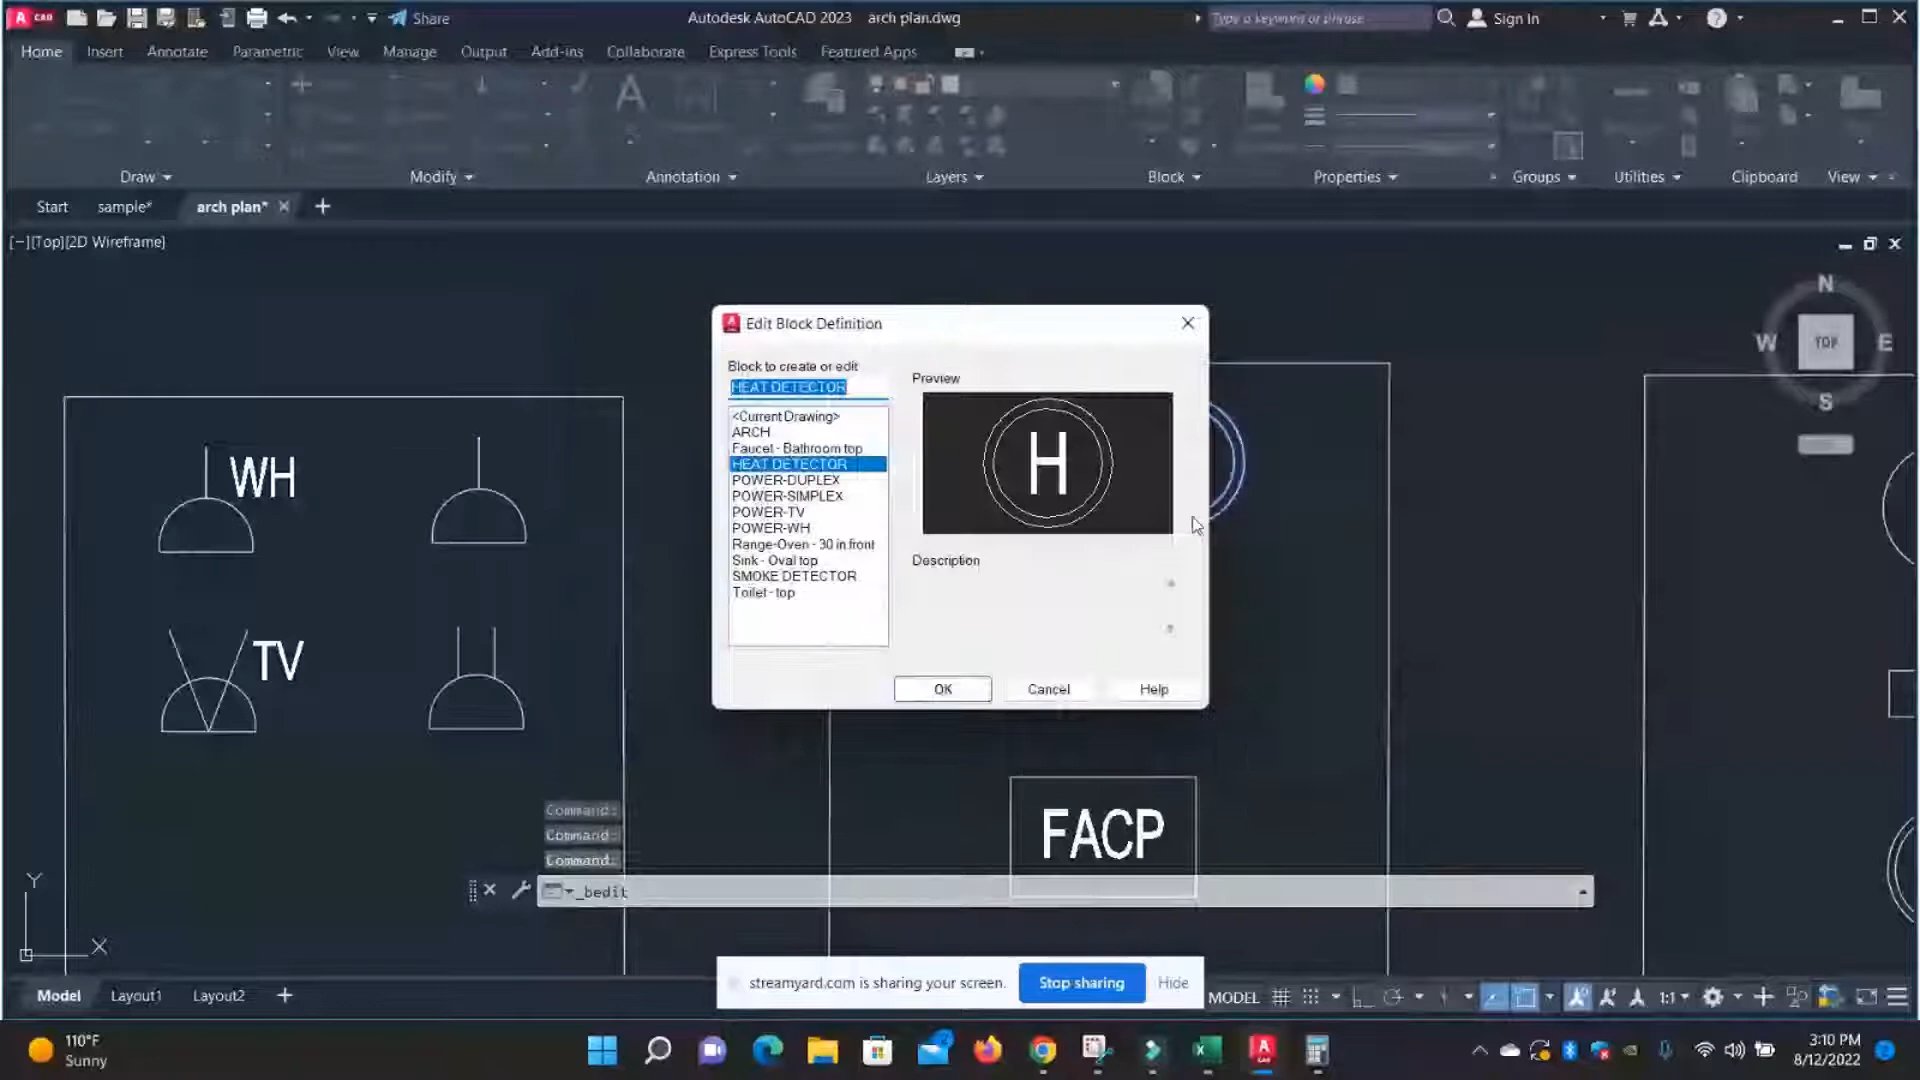 A CAD
Share
Autodesk AutoCAD 2023 arch plan.dwg
Type a keyword or phrase
Sign In
Home Insert Annotate Parametric View Manage Output Add-ins Collaborate Express Tools Featured Apps
Draw Modify Annotation Layers Block Properties Groups Utilities Clipboard View
Start sample* arch plan*
[−][Top][2D Wireframe]
N
W TOP E
S
Edit Block Definition
Block to create or edit
HEAT DETECTOR
<Current Drawing>
ARCH
Faucet - Bathroom top
HEAT DETECTOR
POWER-DUPLEX
POWER-SIMPLEX
POWER-TV
POWER-WH
Range-Oven - 30 in.front
Sink - Oval top
SMOKE DETECTOR
Toilet - top
Preview
H
Description
OK Cancel Help
WH
TV
FACP
Command:
Command:
Command:
_bedit
Y
X
streamyard.com is sharing your screen. Stop sharing Hide
Model Layout1 Layout2
MODEL 1:1
110°F
Sunny
3:10 PM
8/12/2022